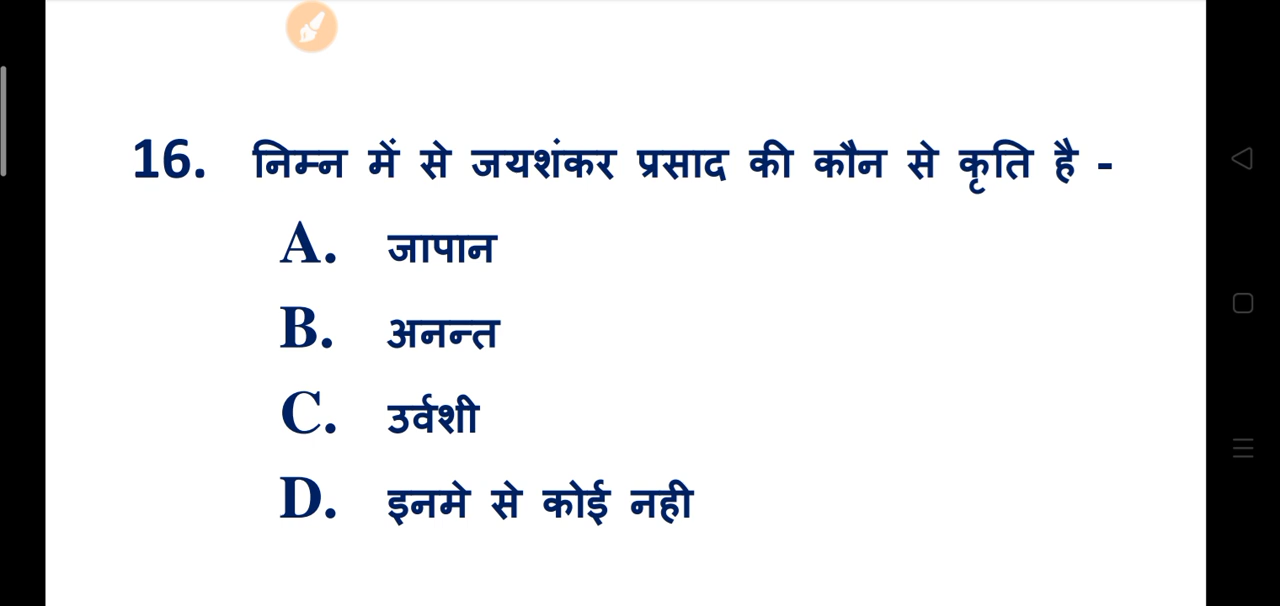 16. निम्न में से जयशंकर प्रसाद की कौन से कृति है -
A. जापान
B. अनन्त
C. उर्वशी
D. इनमे से कोई नही